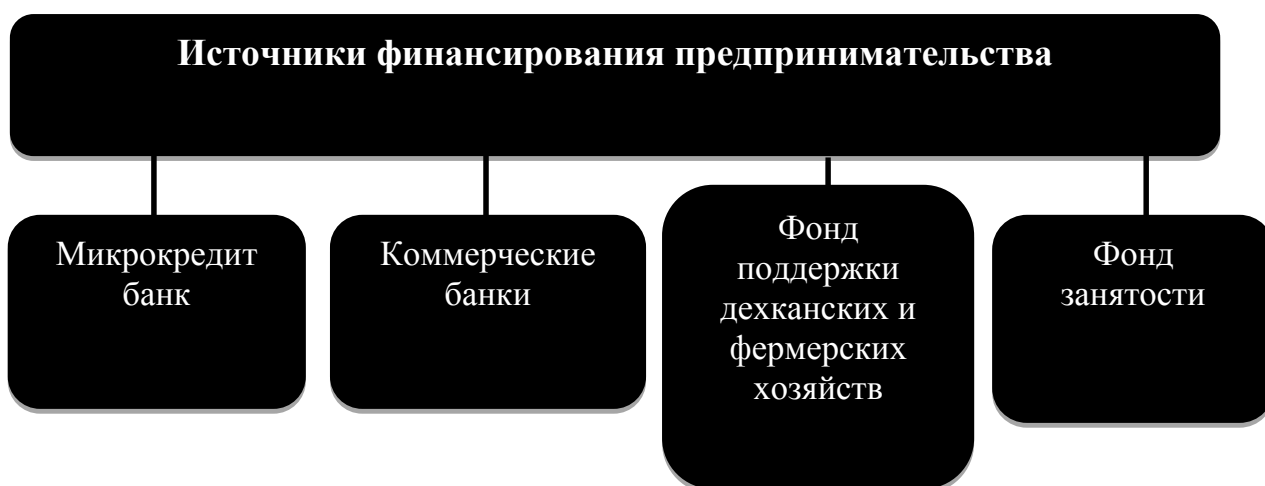 Источники финансирования предпринимательства
Микрокредит
банк
Коммерческие
банки
Фонд
поддержки
дехканских и
фермерских
хозяйств
Фонд
занятости